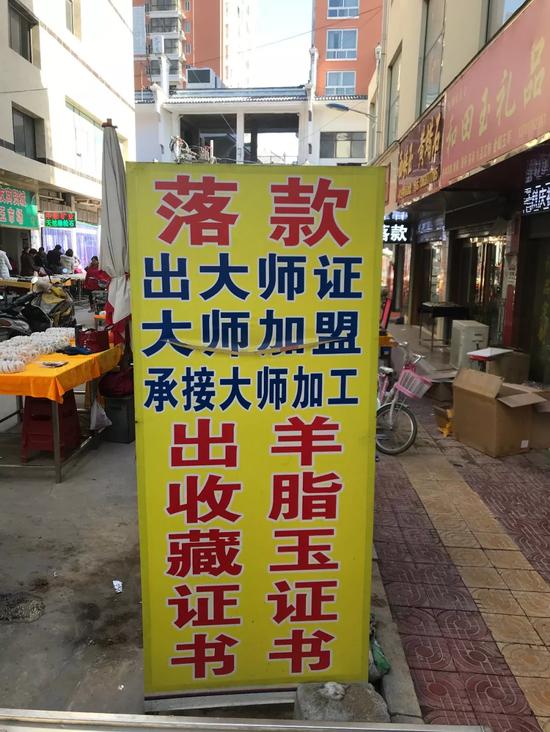 落款
出大师证
大师加盟
承接大师加工
羊脂玉证书
出收藏证书
和田玉礼品
落款